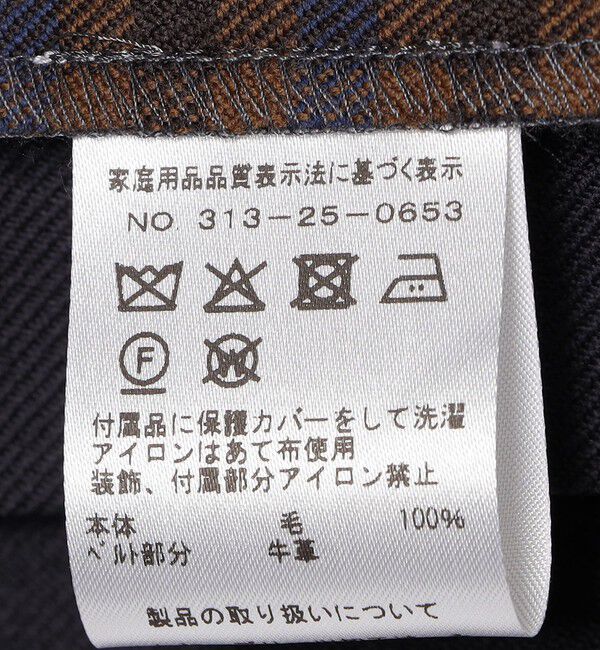 家庭用品品質表示法に基づく表示
NO. 313-25-0653
F
W
付属品に保護カバーをして洗濯
アイロンはあて布使用
装飾、付属部分アイロン禁止
本体 毛 100%
ベルト部分 牛革
製品の取り扱いについて